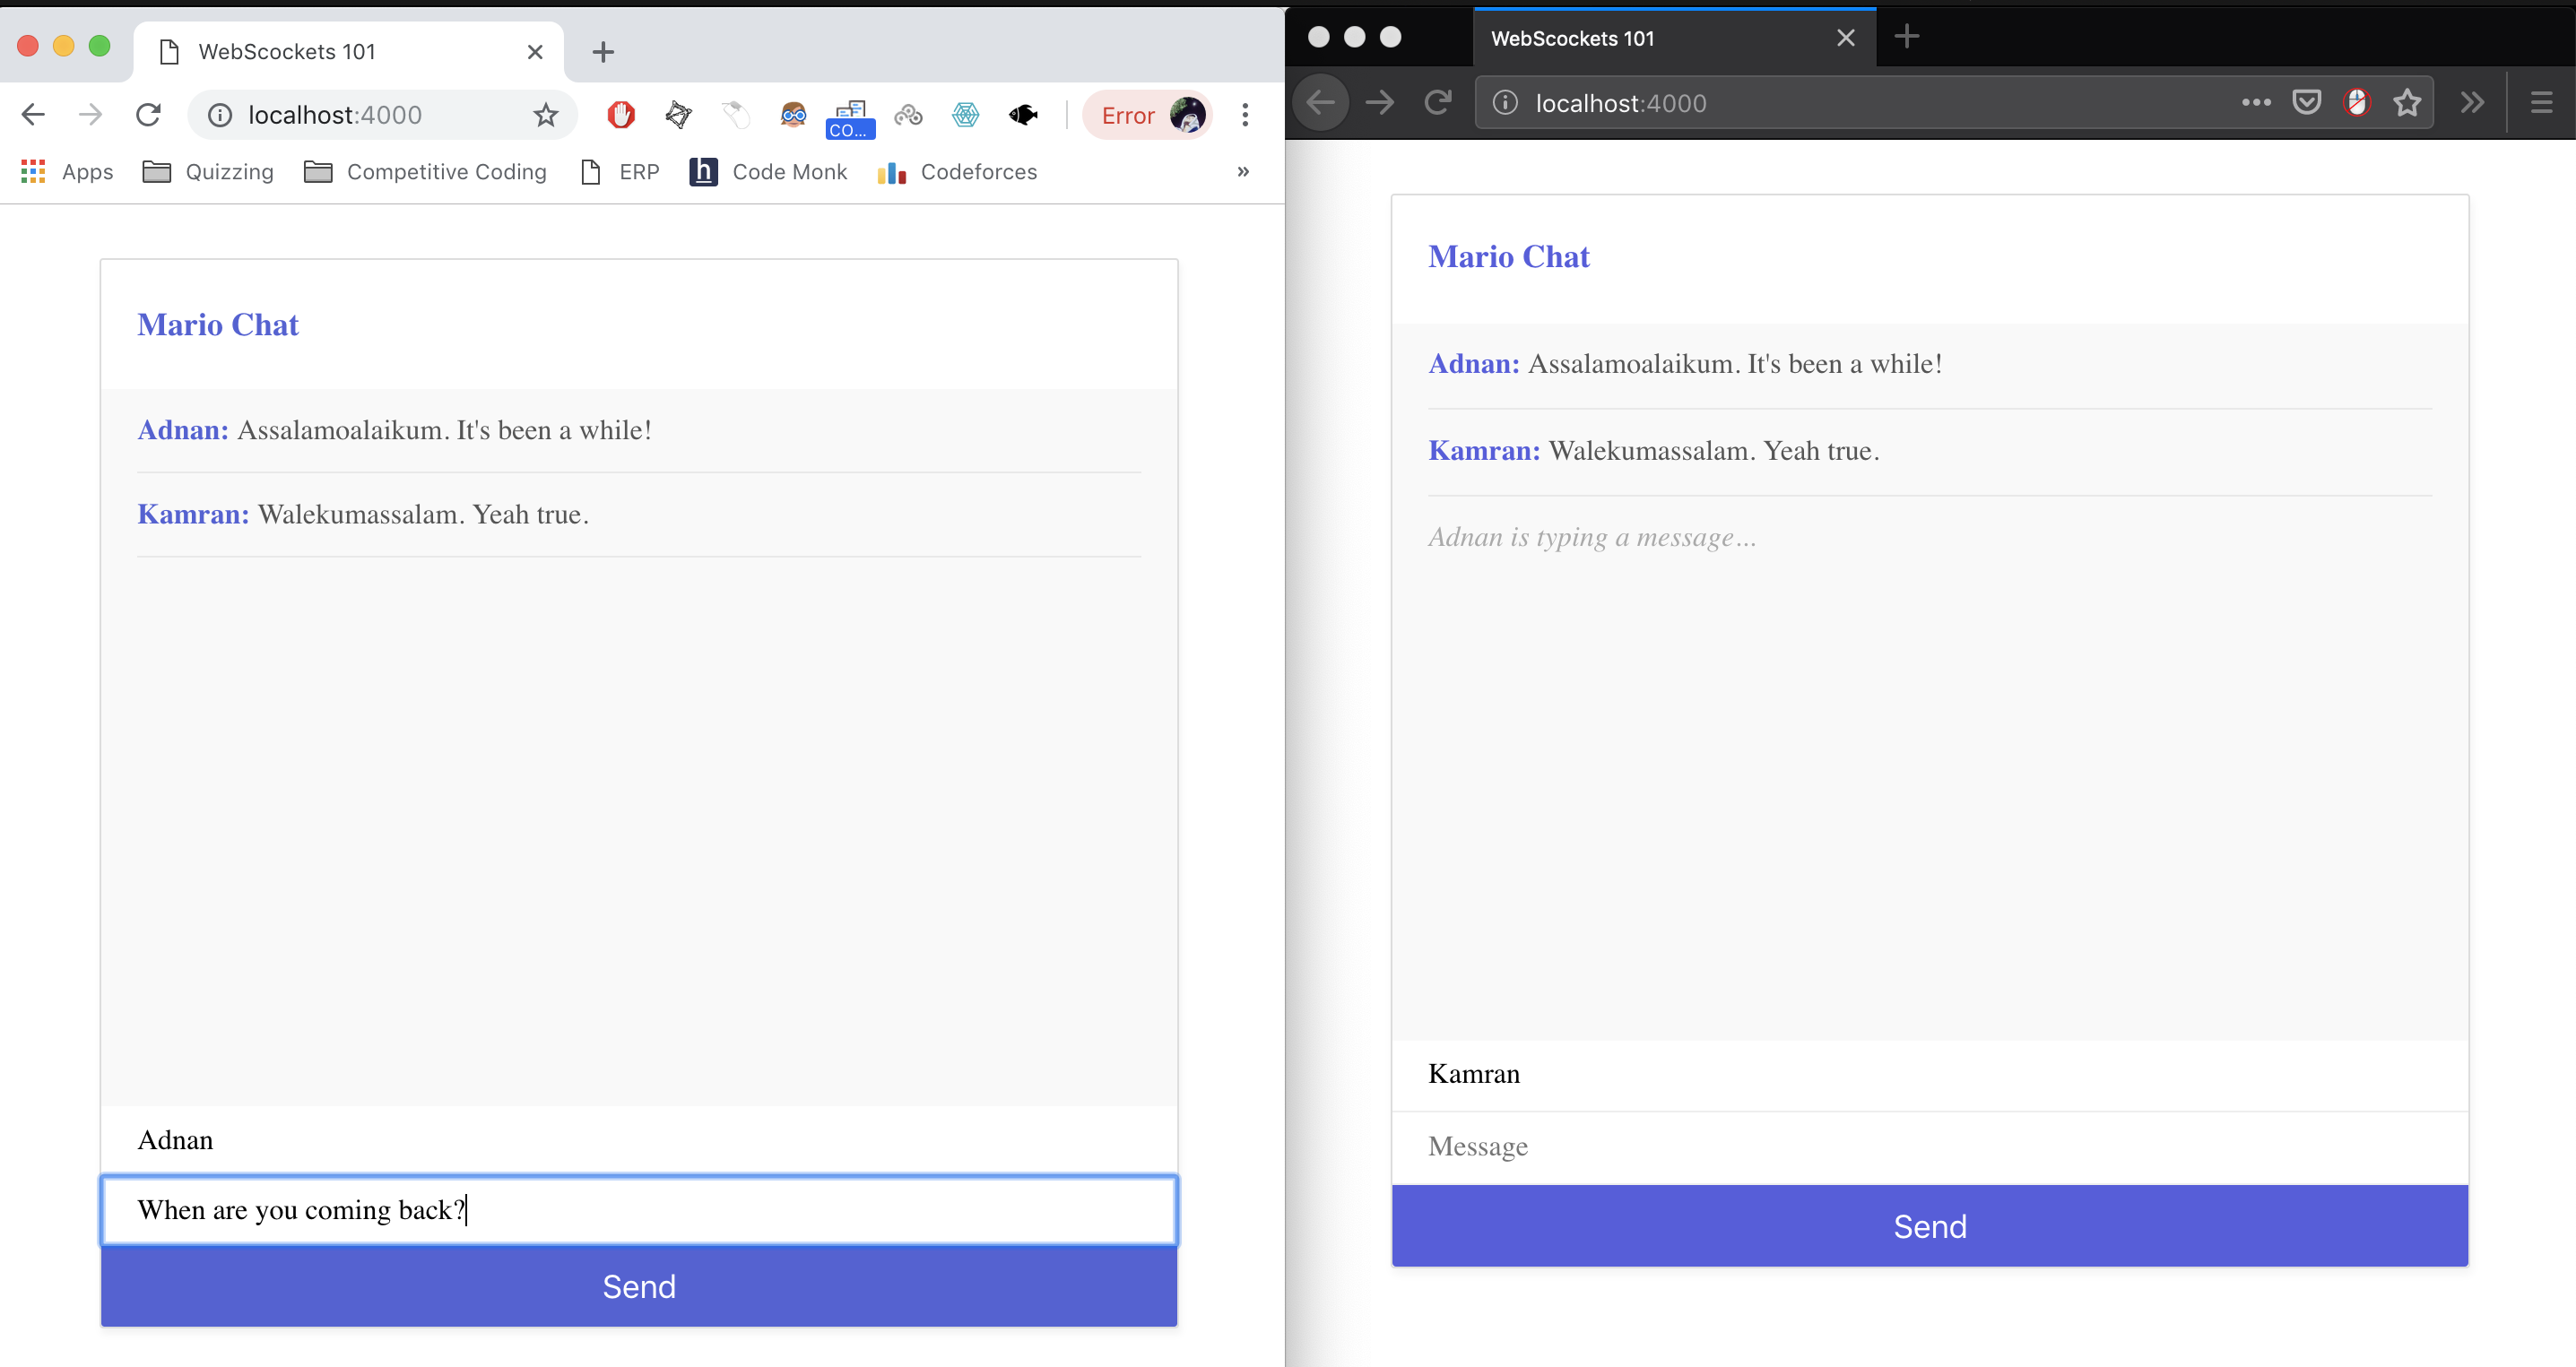 WebScockets 101
localhost:4000
CO...
Error
Apps
Quizzing
Competitive Coding
ERP
h
Code Monk
Codeforces
»
Mario Chat
Adnan: Assalamoalaikum. It's been a while!
Kamran: Walekumassalam. Yeah true.
Adnan
When are you coming back?
Send
WebScockets 101
localhost:4000
Mario Chat
Adnan: Assalamoalaikum. It's been a while!
Kamran: Walekumassalam. Yeah true.
Adnan is typing a message...
Kamran
Message
Send